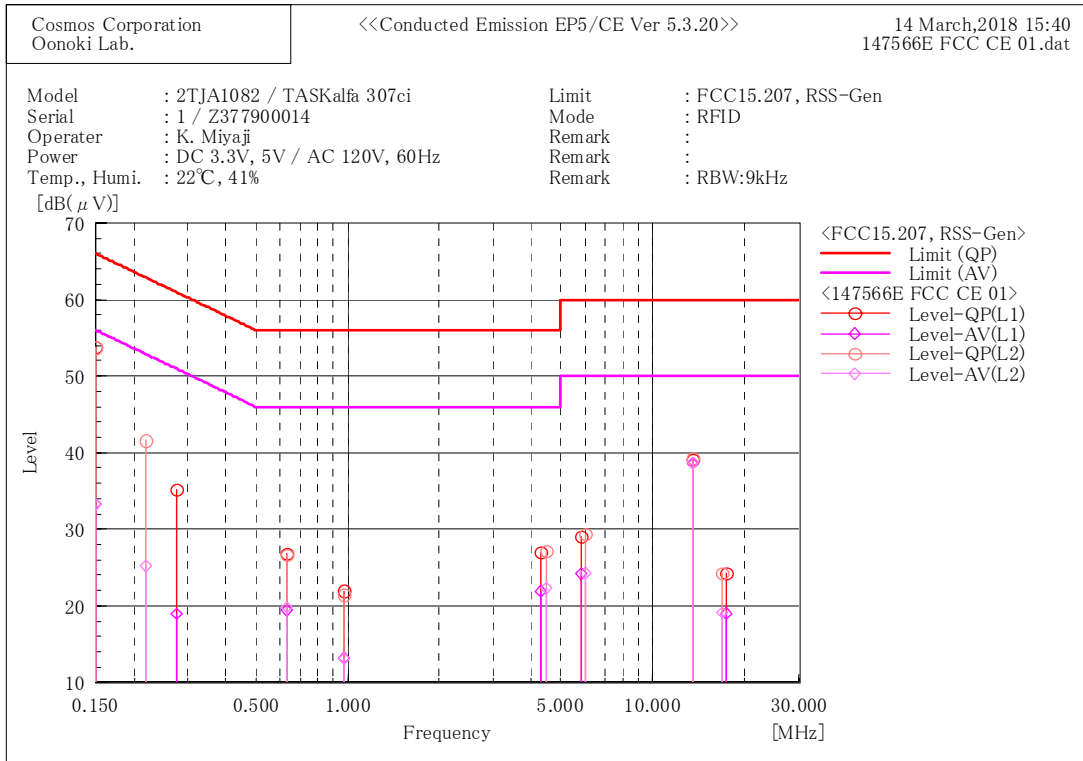 Cosmos Corporation
Oonoki Lab.
<<Conducted Emission EP5/CE Ver 5.3.20>>
14 March,2018 15:40
147566E FCC CE 01.dat
Model : 2TJA1082 / TASKalfa 307ci
Serial : 1 / Z377900014
Operater : K. Miyaji
Power : DC 3.3V, 5V / AC 120V, 60Hz
Temp., Humi. : 22℃, 41%
Limit : FCC15.207, RSS-Gen
Mode : RFID
Remark :
Remark :
Remark : RBW:9kHz
[dB(μV)]
70
60
50
40
30
20
10
Level
0.150
0.500
1.000
5.000
10.000
30.000
Frequency
[MHz]
<FCC15.207, RSS-Gen>
Limit (QP)
Limit (AV)
<147566E FCC CE 01>
Level-QP(L1)
Level-AV(L1)
Level-QP(L2)
Level-AV(L2)